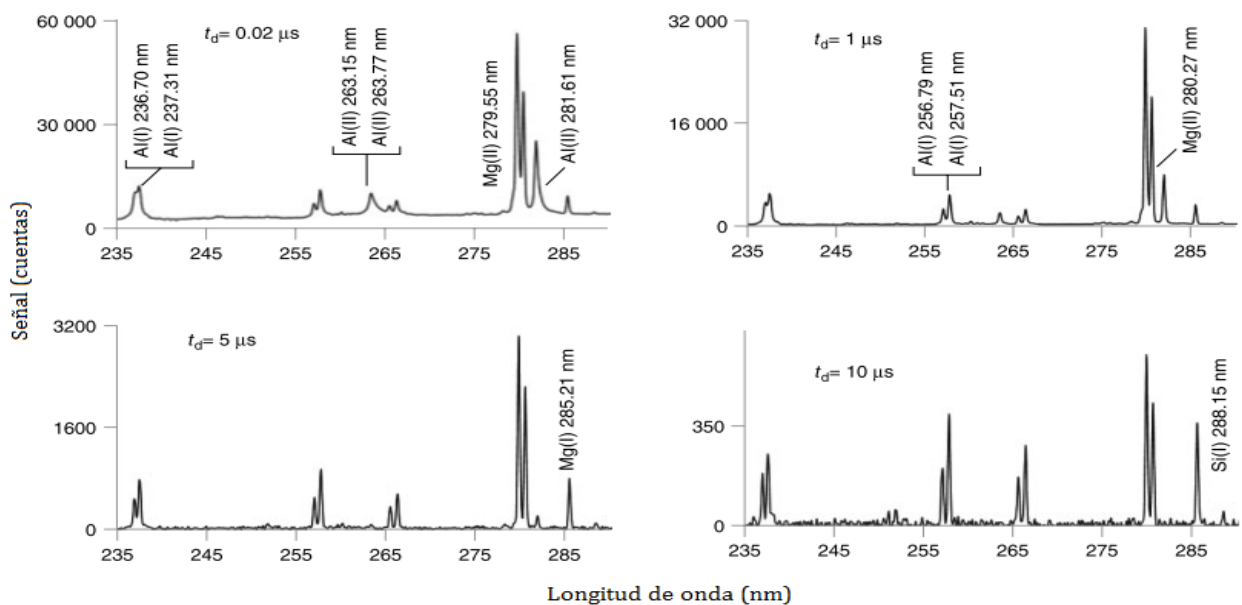 Señal (cuentas)
60 000
30 000
0
t_d= 0.02 µs
Al(I) 236.70 nm
Al(I) 237.31 nm
Al(II) 263.15 nm
Al(II) 263.77 nm
Mg(II) 279.55 nm
Al(II) 281.61 nm
235 245 255 265 275 285
32 000
16 000
0
t_d= 1 µs
Al(I) 256.79 nm
Al(I) 257.51 nm
Mg(II) 280.27 nm
235 245 255 265 275 285
3200
1600
0
t_d= 5 µs
Mg(I) 285.21 nm
235 245 255 265 275 285
350
0
t_d= 10 µs
Si(I) 288.15 nm
235 245 255 265 275 285
Longitud de onda (nm)